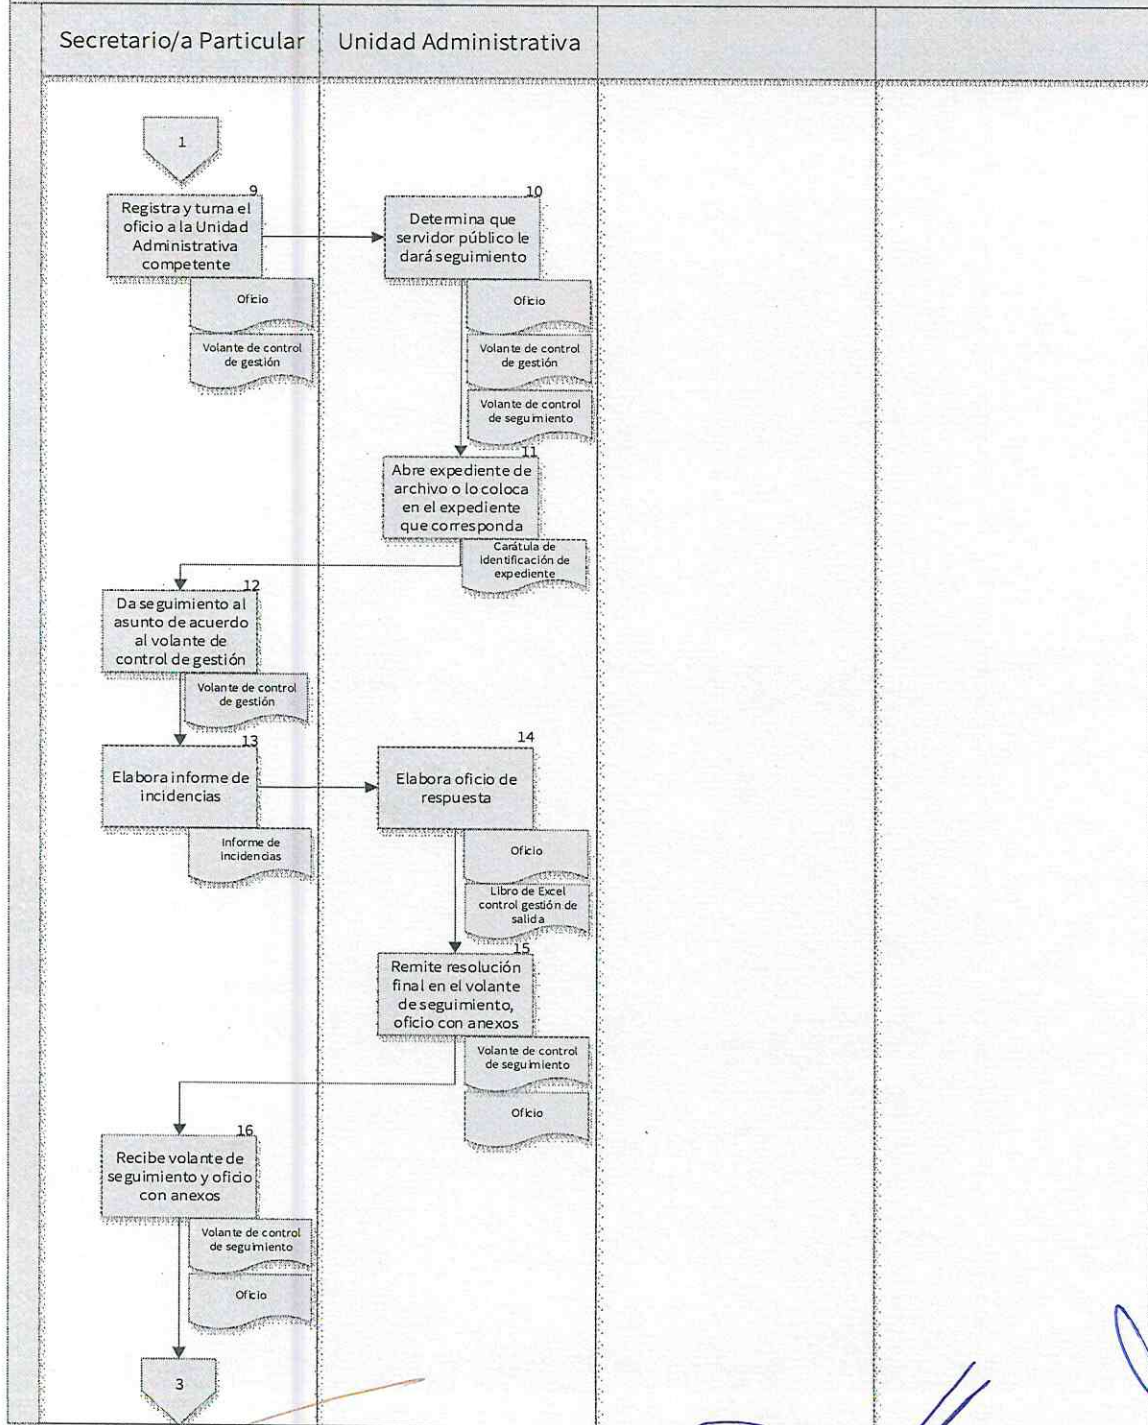 Secretario/a Particular
Unidad Administrativa
1
9
Registra y turna el
oficio a la Unidad
Administrativa
competente
Oficio
Volante de control
de gestión
10
Determina que
servidor público le
dará seguimiento
Oficio
Volante de control
de gestión
Volante de control
de seguimiento
11
Abre expediente de
archivo o lo coloca
en el expediente
que corresponda
Carátula de
identificación de
expediente
12
Da seguimiento al
asunto de acuerdo
al volante de
control de gestión
Volante de control
de gestión
13
Elabora informe de
incidencias
Informe de
incidencias
14
Elabora oficio de
respuesta
Oficio
Libro de Excel
control gestión de
salida
15
Remite resolución
final en el volante
de seguimiento,
oficio con anexos
Volante de control
de seguimiento
Oficio
16
Recibe volante de
seguimiento y oficio
con anexos
Volante de control
de seguimiento
Oficio
3